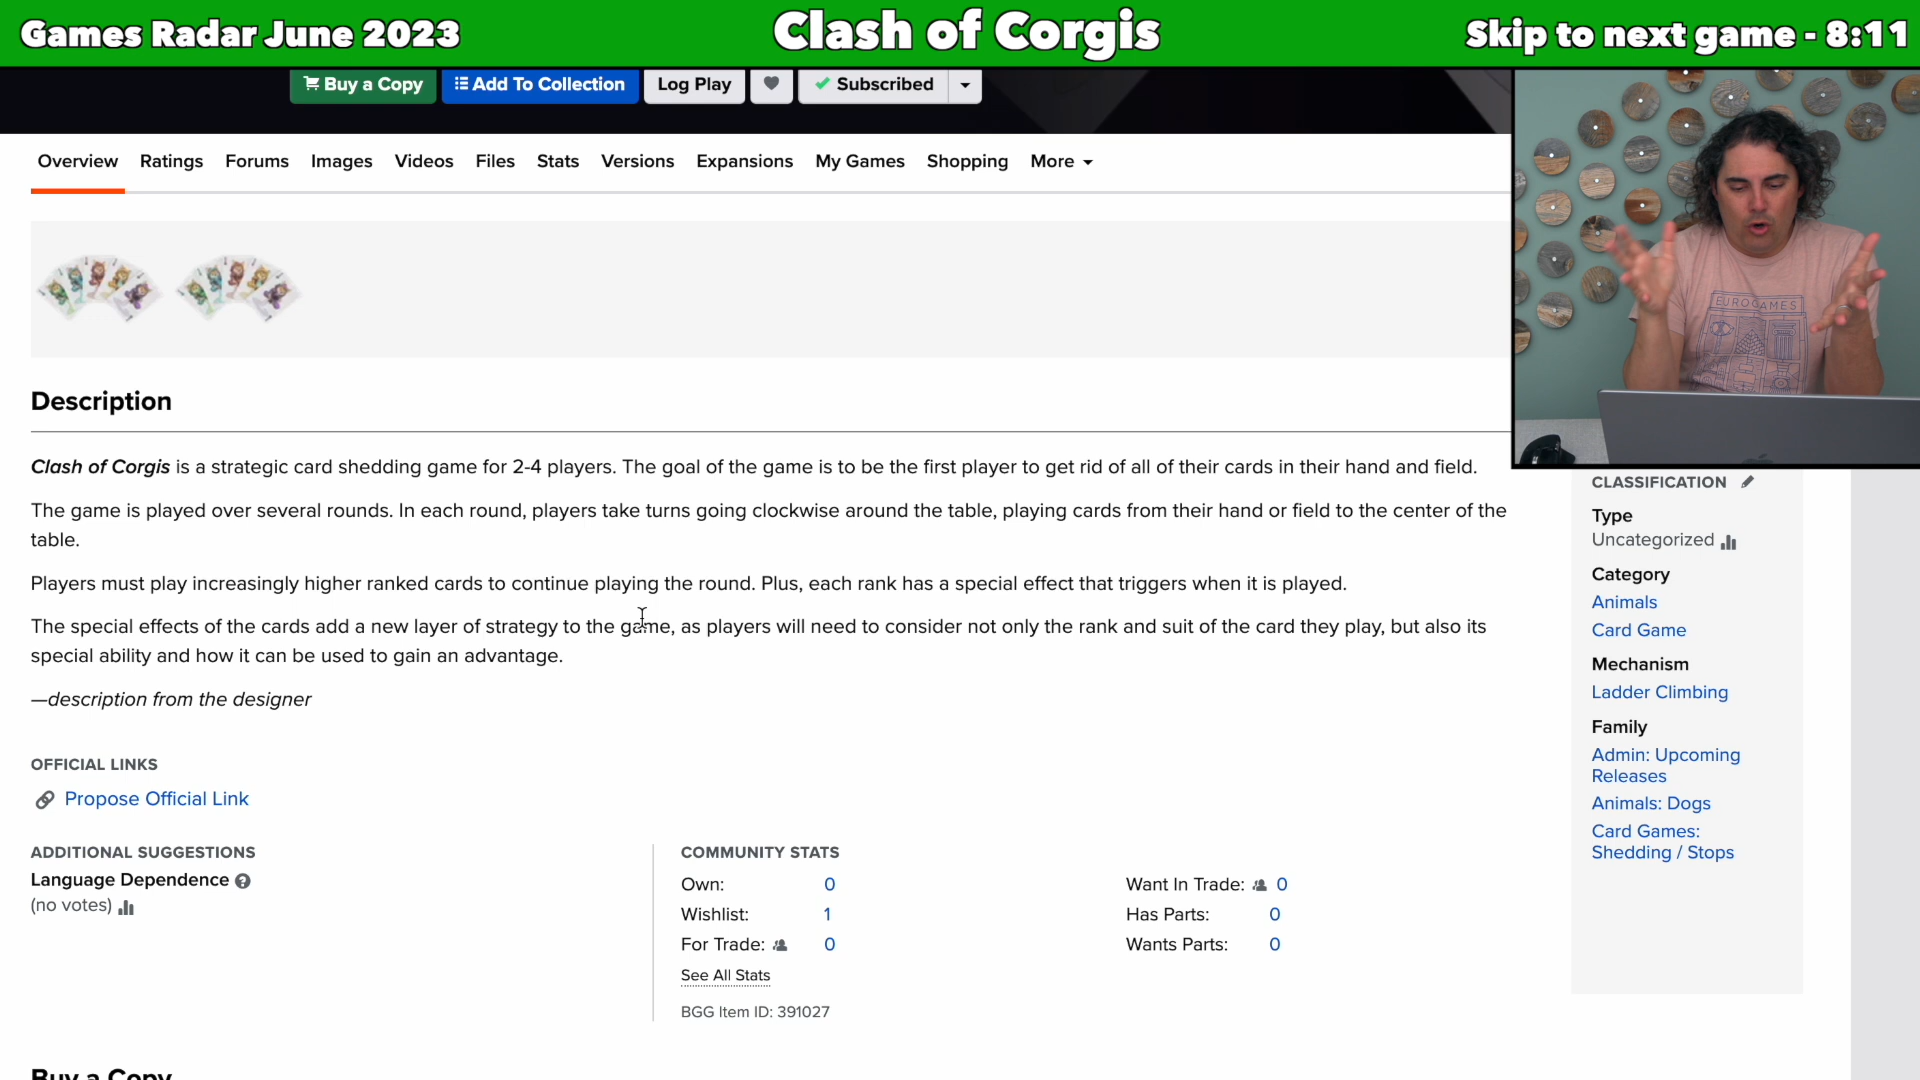 Games Radar June 2023
Clash of Corgis
Skip to next game - 8:11
Buy a Copy
Add To Collection
Log Play
Subscribed
Overview
Ratings
Forums
Images
Videos
Files
Stats
Versions
Expansions
My Games
Shopping
More
EUROGAMES
Description
Clash of Corgis is a strategic card shedding game for 2-4 players. The goal of the game is to be the first player to get rid of all of their cards in their hand and field.
The game is played over several rounds. In each round, players take turns going clockwise around the table, playing cards from their hand or field to the center of the
table.
Players must play increasingly higher ranked cards to continue playing the round. Plus, each rank has a special effect that triggers when it is played.
The special effects of the cards add a new layer of strategy to the game, as players will need to consider not only the rank and suit of the card they play, but also its
special ability and how it can be used to gain an advantage.
—description from the designer
OFFICIAL LINKS
Propose Official Link
ADDITIONAL SUGGESTIONS
Language Dependence
(no votes)
COMMUNITY STATS
Own: 0
Wishlist: 1
For Trade: 0
See All Stats
BGG Item ID: 391027
Want In Trade: 0
Has Parts: 0
Wants Parts: 0
CLASSIFICATION
Type
Uncategorized
Category
Animals
Card Game
Mechanism
Ladder Climbing
Family
Admin: Upcoming
Releases
Animals: Dogs
Card Games:
Shedding / Stops
Buy a Copy